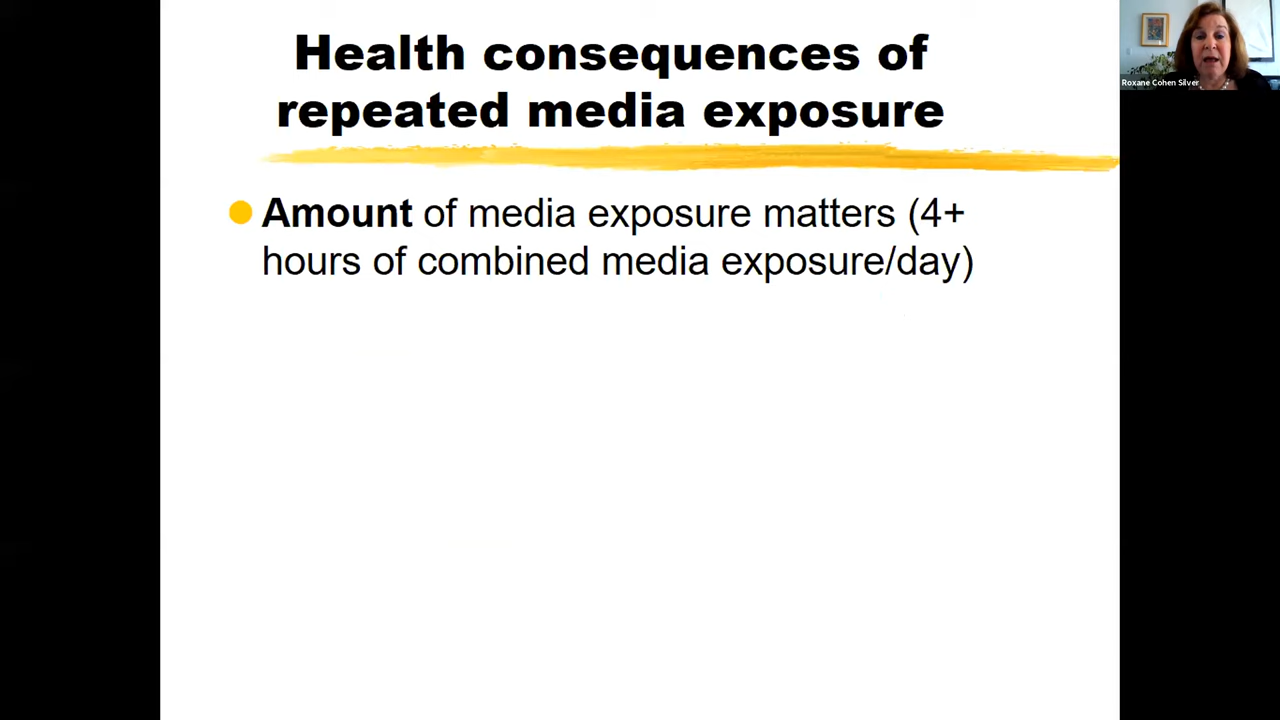 Health consequences of
repeated media exposure
Amount of media exposure matters (4+
hours of combined media exposure/day)
Roxane Cohen Silver